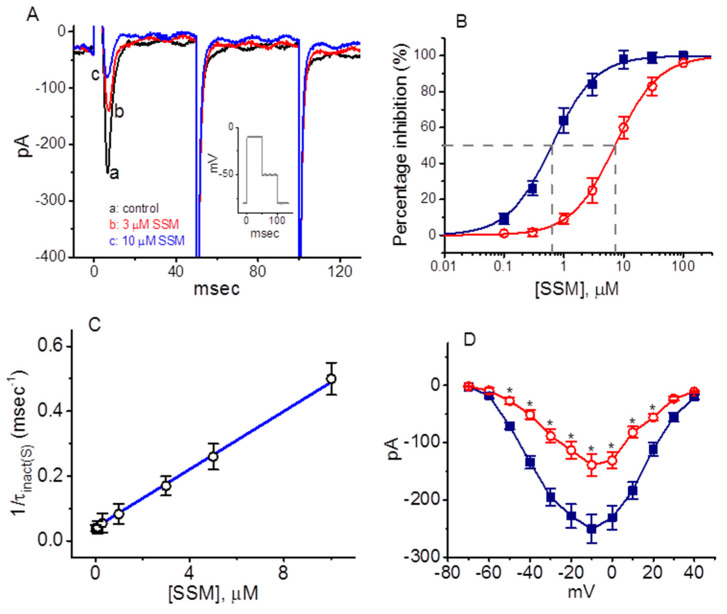 A
0
-100
-200
-300
-400
pA
c
b
a
a: control
b: 3 μM SSM
c: 10 μM SSM
0
-50
mV
0 100
msec
0 40 80 120
msec
B
100
80
60
40
20
0
Percentage inhibition (%)
0.01 0.1 1 10 100
[SSM], μM
C
0.6
0.4
0.2
0.0
1/τinact(S) (msec-1)
0 4 8
[SSM], μM
D
0
-100
-200
-300
pA
* * * * * * * *
-80 -60 -40 -20 0 20 40
mV